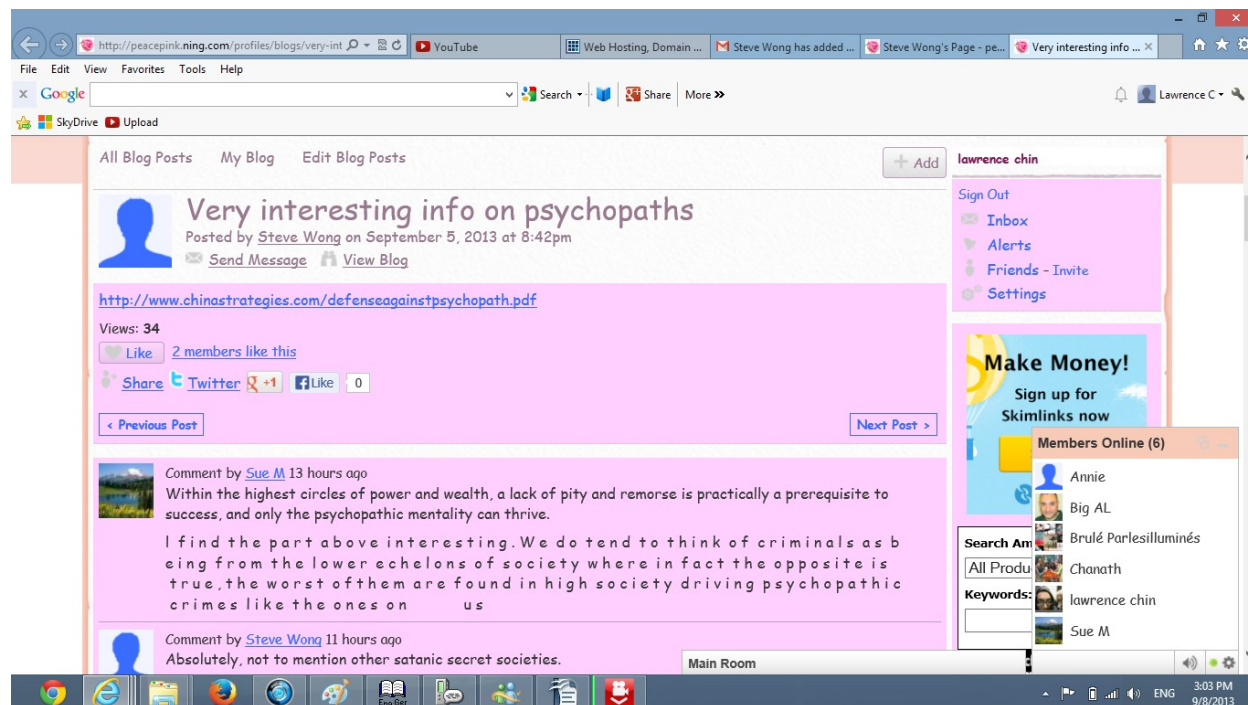 http://peacepink.ning.com/profiles/blogs/very-int
YouTube
Web Hosting, Domain ...
Steve Wong has added ...
Steve Wong's Page - pe...
Very interesting info ...
File Edit View Favorites Tools Help
x Google
Search
Share
More »
Lawrence C
SkyDrive
Upload
All Blog Posts My Blog Edit Blog Posts
+ Add
Very interesting info on psychopaths
Posted by Steve Wong on September 5, 2013 at 8:42pm
Send Message View Blog
http://www.chinastrategies.com/defenseagainstpsychopath.pdf
Views: 34
Like 2 members like this
Share Twitter +1 Like 0
< Previous Post
Next Post >
Comment by Sue M 13 hours ago
Within the highest circles of power and wealth, a lack of pity and remorse is practically a prerequisite to
success, and only the psychopathic mentality can thrive.
I find the part above interesting. We do tend to think of criminals as b
eing from the lower echelons of society where in fact the opposite is
true, the worst of them are found in high society driving psychopathic
crimes like the ones on us
Comment by Steve Wong 11 hours ago
Absolutely, not to mention other satanic secret societies.
lawrence chin
Sign Out
Inbox
Alerts
Friends - Invite
Settings
Make Money!
Sign up for
Skimlinks now
Search Am
All Produ
Keywords:
Members Online (6)
Annie
Big AL
Brulé Parlesilluminés
Chanath
lawrence chin
Sue M
Main Room
ENG
3:03 PM
9/8/2013